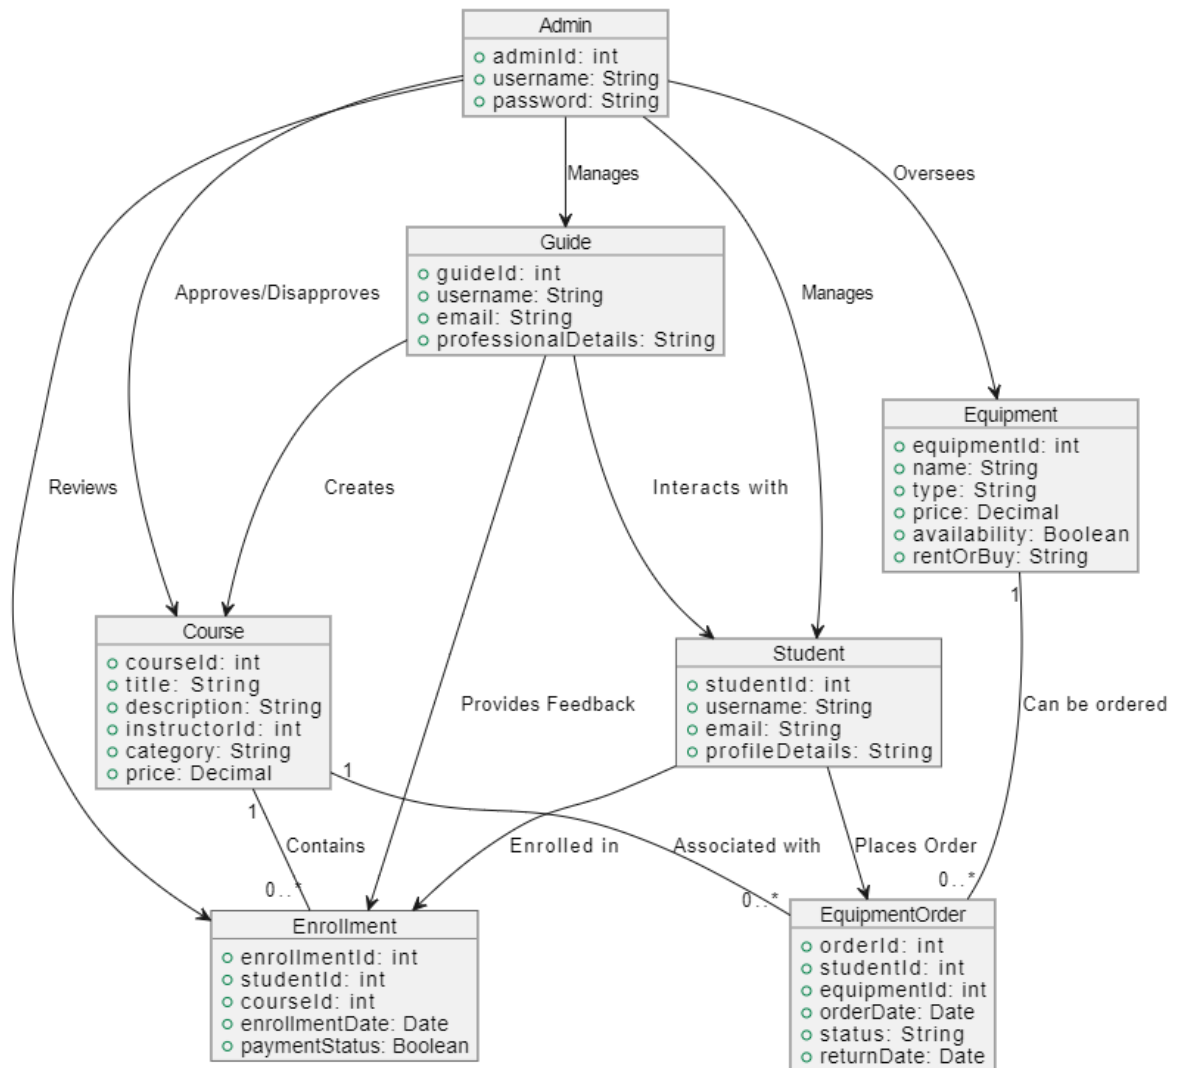 Admin
adminId: int
username: String
password: String
Manages
Oversees
Guide
guideId: int
username: String
email: String
professionalDetails: String
Approves/Disapproves
Manages
Equipment
equipmentId: int
name: String
type: String
price: Decimal
availability: Boolean
rentOrBuy: String
Reviews
Creates
Interacts with
1
Course
courseId: int
title: String
description: String
instructorId: int
category: String
price: Decimal
Student
studentId: int
username: String
email: String
profileDetails: String
Provides Feedback
Can be ordered
1
1
Contains
Enrolled in
Associated with
Places Order
0..*
0..*
0..*
Enrollment
enrollmentId: int
studentId: int
courseId: int
enrollmentDate: Date
paymentStatus: Boolean
EquipmentOrder
orderId: int
studentId: int
equipmentId: int
orderDate: Date
status: String
returnDate: Date